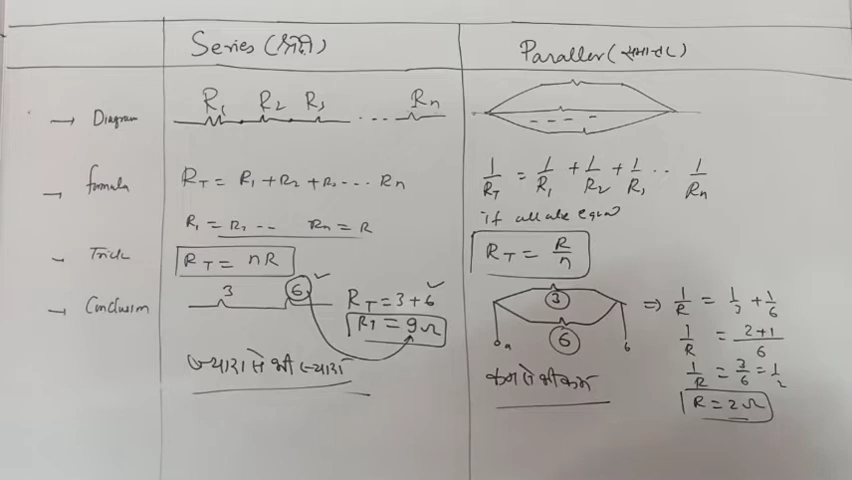 Series (श्रेणी)
Paraller (समान्तर)
→ Diagram
R1 R2 R3 ... Rn
→ formula
RT = R1 + R2 + R3 --- Rn
1/RT = 1/R1 + 1/R2 + 1/R3 .. 1/Rn
R1 = R2 -- Rn = R
if all are equal
→ Trick
RT = nR
RT = R/n
→ Conclusion
3 6 ✓
RT = 3 + 6 ✓
RT = 9Ω
3
6
a b
⇒ 1/R = 1/3 + 1/6
1/R = 2+1/6
1/R = 3/6 = 1/2
R = 2Ω
ज्यादा से भी ज्यादा
कम से भी कम